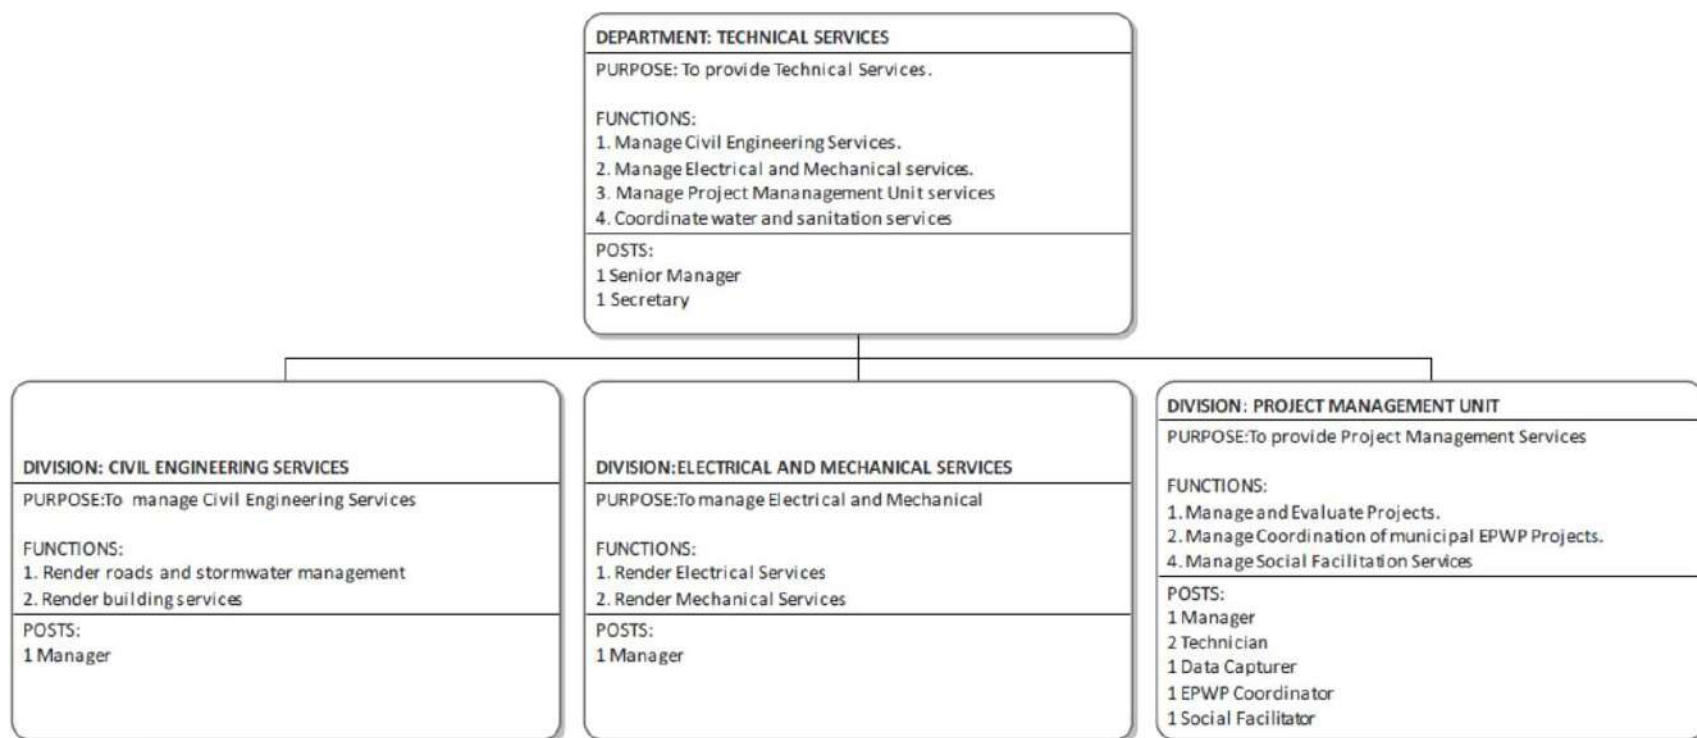 DEPARTMENT: TECHNICAL SERVICES
PURPOSE: To provide Technical Services.
FUNCTIONS:
1. Manage Civil Engineering Services.
2. Manage Electrical and Mechanical services.
3. Manage Project Mananagement Unit services
4. Coordinate water and sanitation services
POSTS:
1 Senior Manager
1 Secretary
DIVISION: CIVIL ENGINEERING SERVICES
PURPOSE:To manage Civil Engineering Services
FUNCTIONS:
1. Render roads and stormwater management
2. Render building services
POSTS:
1 Manager
DIVISION:ELECTRICAL AND MECHANICAL SERVICES
PURPOSE:To manage Electrical and Mechanical
FUNCTIONS:
1. Render Electrical Services
2. Render Mechanical Services
POSTS:
1 Manager
DIVISION: PROJECT MANAGEMENT UNIT
PURPOSE:To provide Project Management Services
FUNCTIONS:
1. Manage and Evaluate Projects.
2. Manage Coordination of municipal EPWP Projects.
4. Manage Social Facilitation Services
POSTS:
1 Manager
2 Technician
1 Data Capturer
1 EPWP Coordinator
1 Social Facilitator